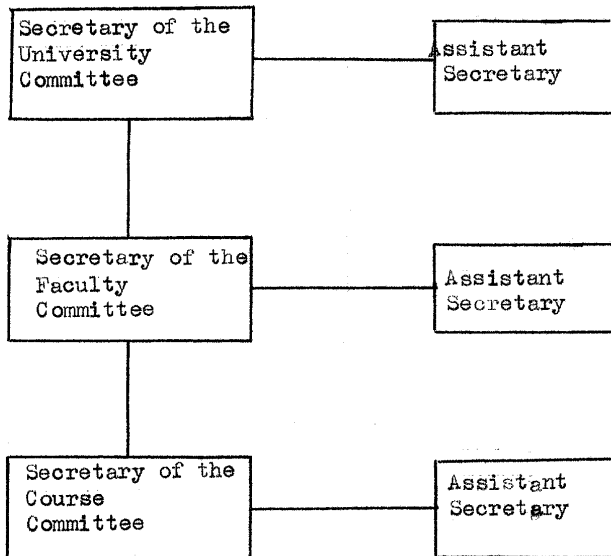 Secretary of the
University
Committee
Assistant
Secretary
Secretary of the
Faculty
Committee
Assistant
Secretary
Secretary of the
Course
Committee
Assistant
Secretary